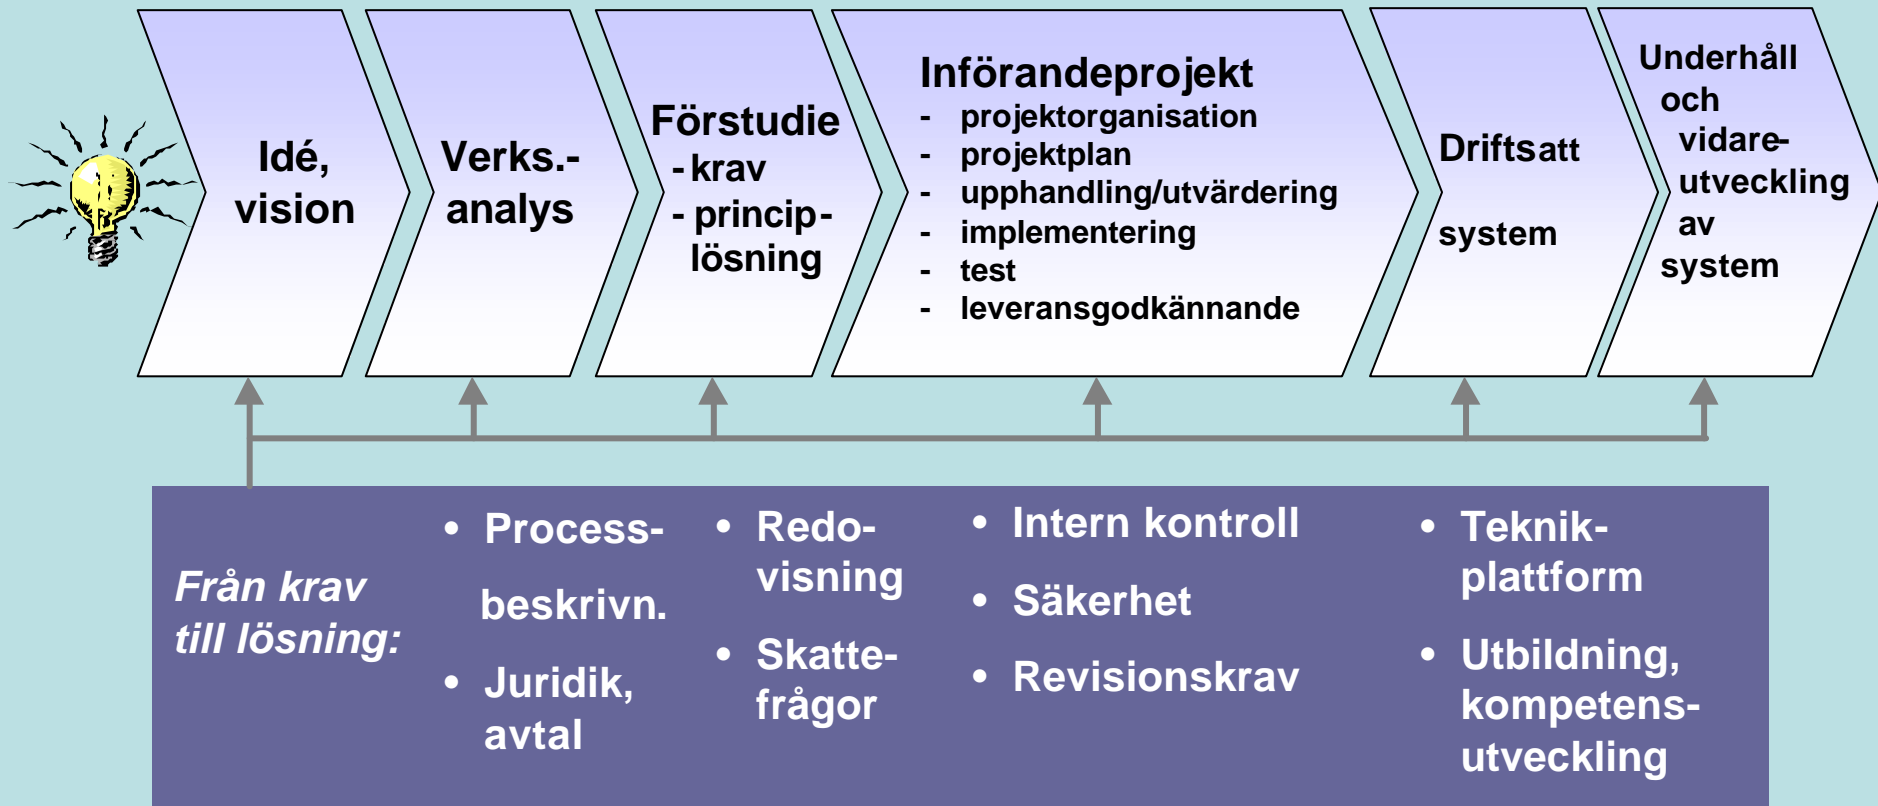 Idé,
vision
Verks.-
analys
Förstudie
- krav
- princip-
lösning
Införandeprojekt
- projektorganisation
- projektplan
- upphandling/utvärdering
- implementering
- test
- leveransgodkännande
Driftsatt
system
Underhåll
och
vidare-
utveckling
av
system
Från krav
till lösning:
• Process-
beskrivn.
• Juridik,
avtal
• Redo-
visning
• Skatte-
frågor
• Intern kontroll
• Säkerhet
• Revisionskrav
• Teknik-
plattform
• Utbildning,
kompetens-
utveckling